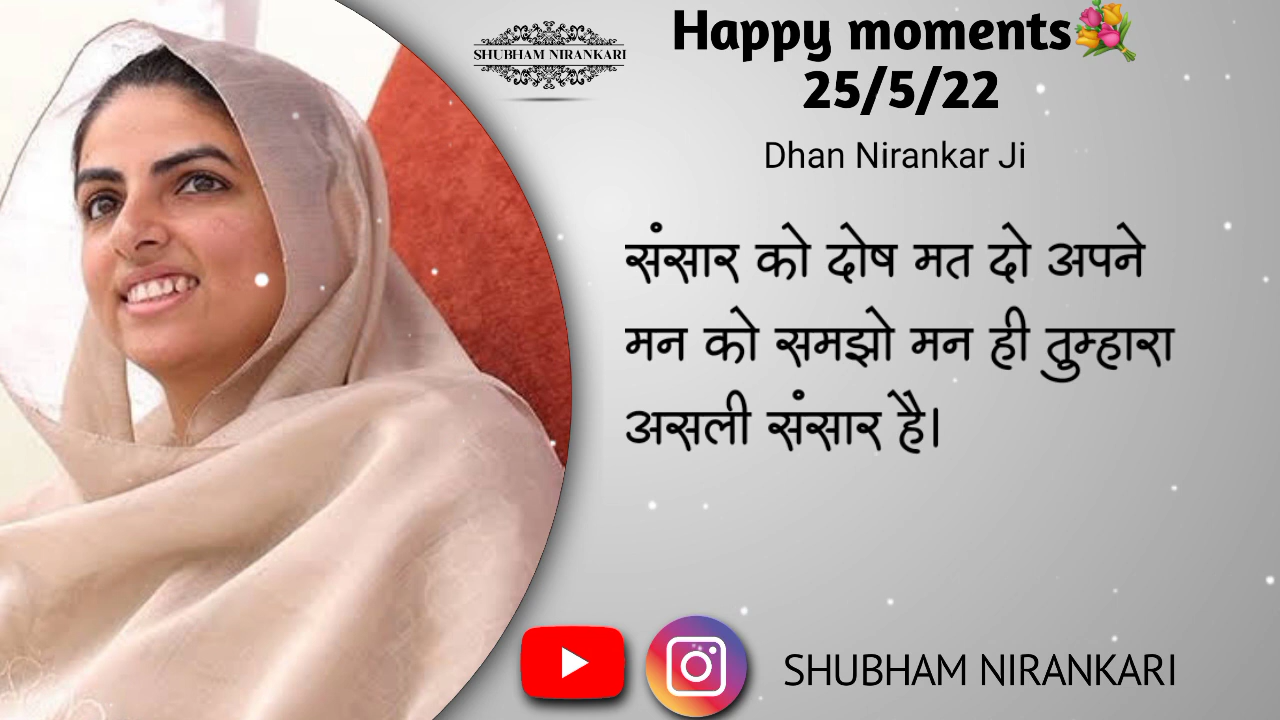 SHUBHAM NIRANKARI
Happy moments💐
25/5/22
Dhan Nirankar Ji
संसार को दोष मत दो अपने
मन को समझो मन ही तुम्हारा
असली संसार है।
SHUBHAM NIRANKARI